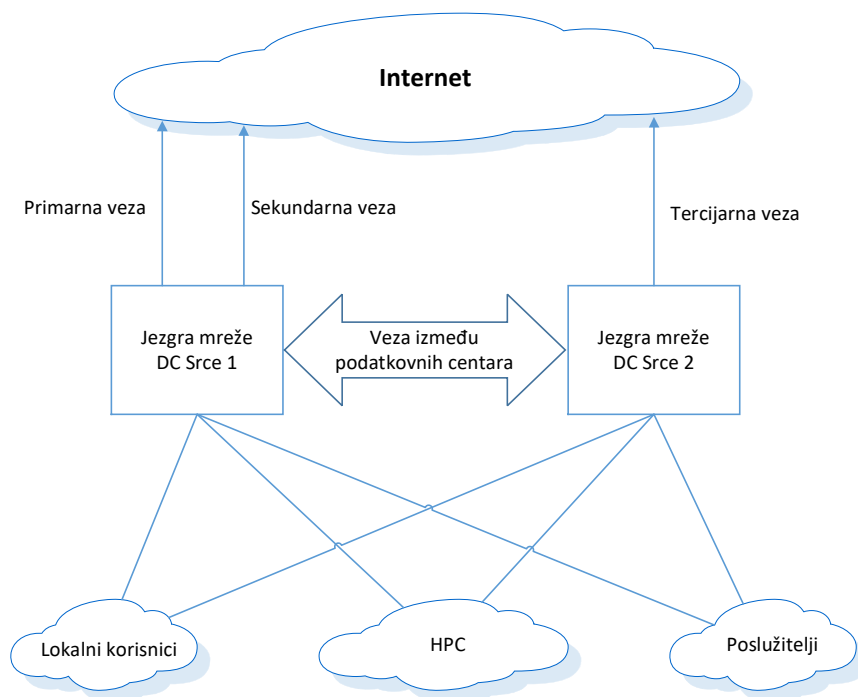 Internet
Primarna veza
Sekundarna veza
Tercijarna veza
Jezgra mreže
DC Srce 1
Veza između
podatkovnih centara
Jezgra mreže
DC Srce 2
Lokalni korisnici
HPC
Poslužitelji